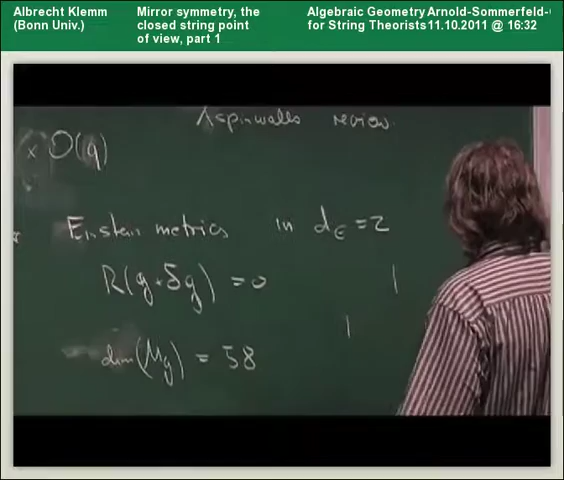 Albrecht Klemm
(Bonn Univ.)
Mirror symmetry, the
closed string point
of view, part 1
Algebraic Geometry
for String Theorists
Arnold-Sommerfeld-
11.10.2011 @ 16:32
Aspinwalls review.
× O(q)
Einstein metrics in d_ℂ = 2
R(g+δg) = 0
dim(M_g) = 58